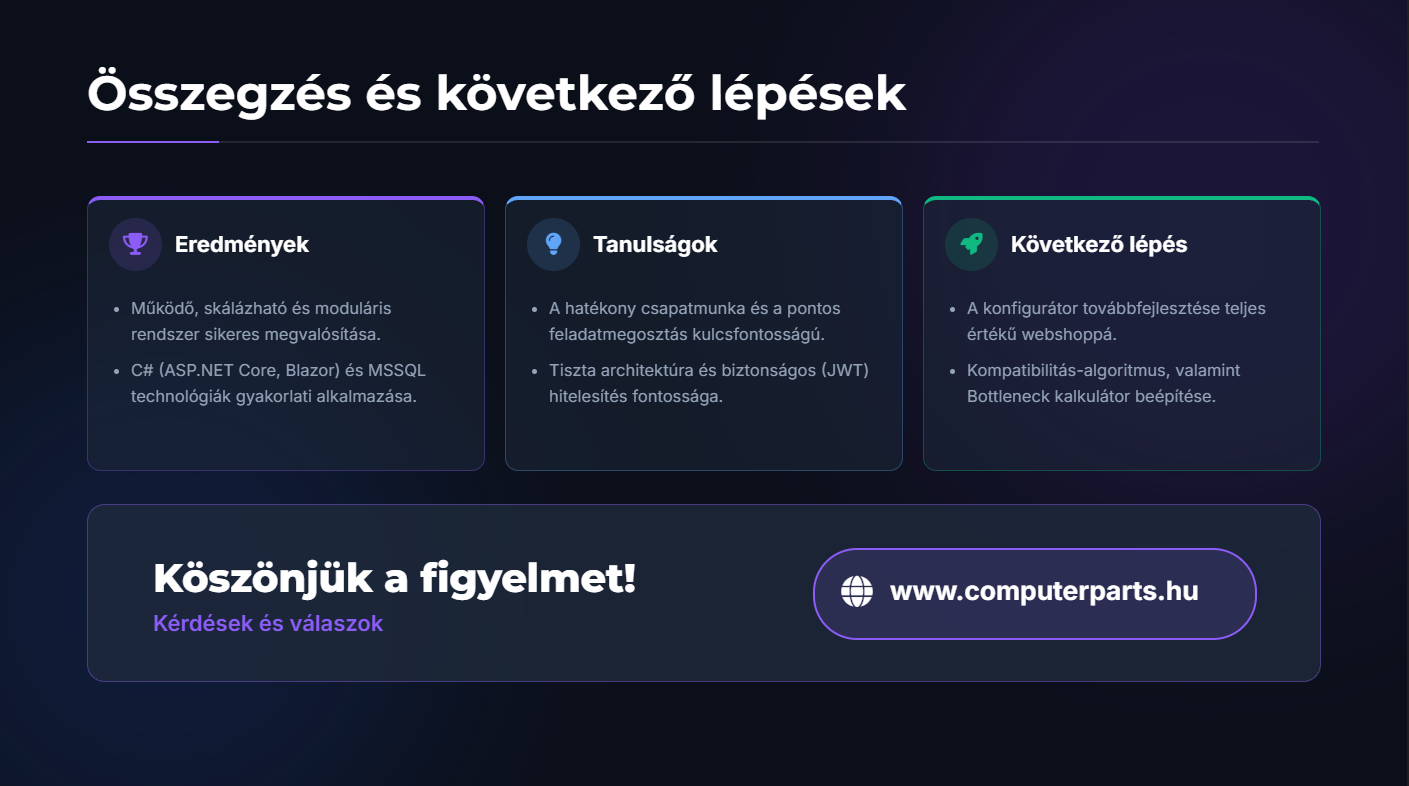 Összegzés és következő lépések
Eredmények
• Működő, skálázható és moduláris
rendszer sikeres megvalósítása.
• C# (ASP.NET Core, Blazor) és MSSQL
technológiák gyakorlati alkalmazása.
Tanulságok
• A hatékony csapatmunka és a pontos
feladatmegosztás kulcsfontosságú.
• Tiszta architektúra és biztonságos (JWT)
hitelesítés fontossága.
Következő lépés
• A konfigurátor továbbfejlesztése teljes
értékű webshoppá.
• Kompatibilitás-algoritmus, valamint
Bottleneck kalkulátor beépítése.
Köszönjük a figyelmet!
Kérdések és válaszok
www.computerparts.hu